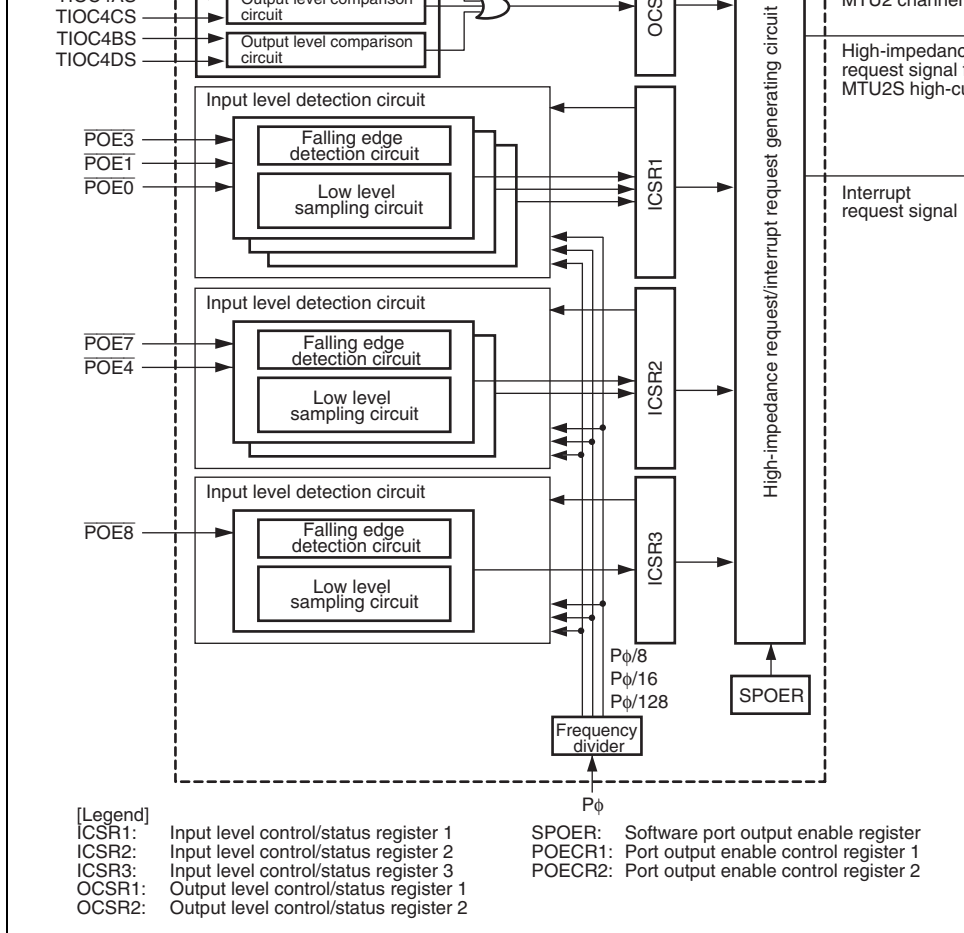 TIOC4CS
TIOC4BS
TIOC4DS
Output level comparison
circuit
Output level comparison
circuit
OCS
MTU2 channel
High-impedanc
request signal
MTU2S high-cu
Interrupt
request signal
High-impedance request/interrupt request generating circuit
Input level detection circuit
POE3
POE1
POE0
Falling edge
detection circuit
Low level
sampling circuit
ICSR1
Input level detection circuit
POE7
POE4
Falling edge
detection circuit
Low level
sampling circuit
ICSR2
Input level detection circuit
POE8
Falling edge
detection circuit
Low level
sampling circuit
ICSR3
Pϕ/8
Pϕ/16
Pϕ/128
SPOER
Frequency
divider
Pϕ
[Legend]
ICSR1: Input level control/status register 1
ICSR2: Input level control/status register 2
ICSR3: Input level control/status register 3
OCSR1: Output level control/status register 1
OCSR2: Output level control/status register 2
SPOER: Software port output enable register
POECR1: Port output enable control register 1
POECR2: Port output enable control register 2